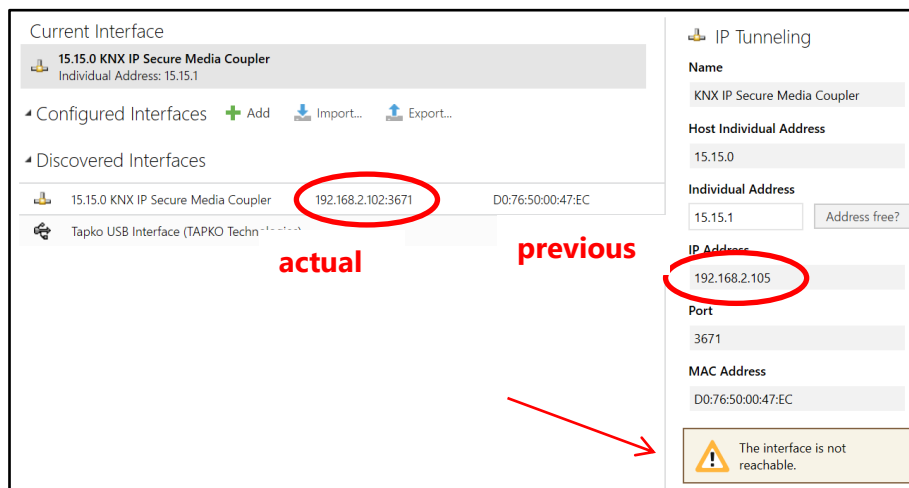 Current Interface
15.15.0 KNX IP Secure Media Coupler
Individual Address: 15.15.1
Configured Interfaces Add Import... Export...
Discovered Interfaces
15.15.0 KNX IP Secure Media Coupler 192.168.2.102:3671 D0:76:50:00:47:EC
Tapko USB Interface (TAPKO
actual
previous
IP Tunneling
Name
KNX IP Secure Media Coupler
Host Individual Address
15.15.0
Individual Address
15.15.1 Address free?
IP Address
192.168.2.105
Port
3671
MAC Address
D0:76:50:00:47:EC
The interface is not
reachable.